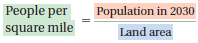 People per
square mile = Population in 2030
Land area